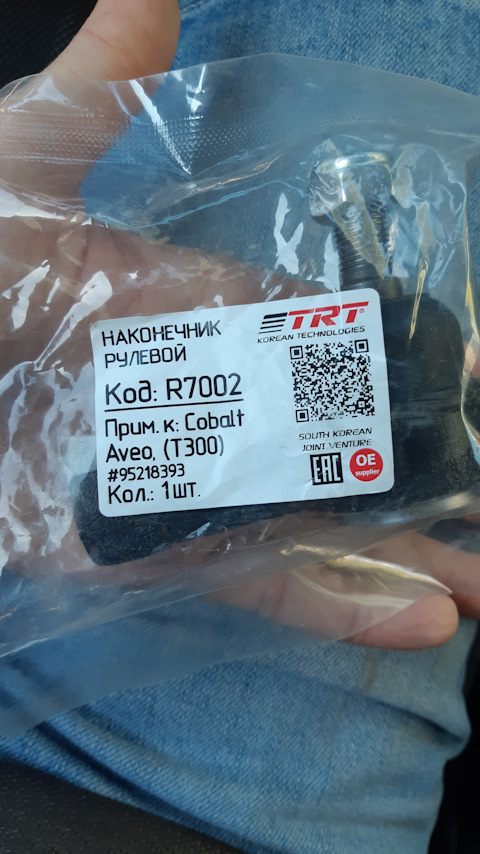 НАКОНЕЧНИК
РУЛЕВОЙ
Код: R7002
Прим. к: Cobalt
Aveo, (T300)
#95218393
Кол.: 1шт.
TRT®
KOREAN TECHNOLOGIES
SOUTH KOREAN
JOINT VENTURE
EAC
OE
supplier